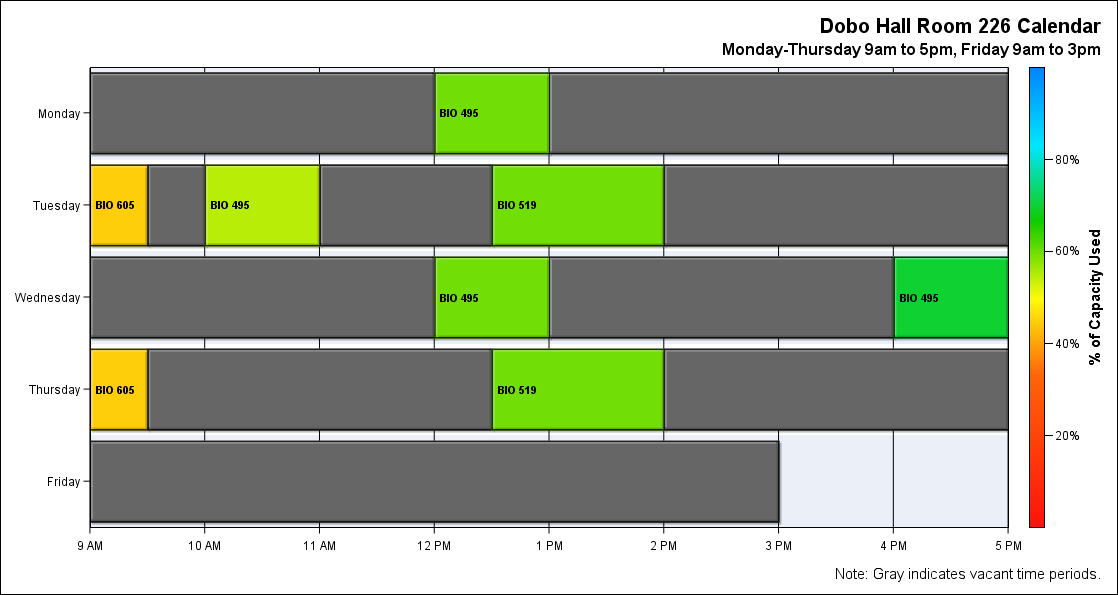 Dobo Hall Room 226 Calendar
Monday-Thursday 9am to 5pm, Friday 9am to 3pm
Monday
BIO 495
Tuesday
BIO 605
BIO 495
BIO 519
Wednesday
BIO 495
BIO 495
Thursday
BIO 605
BIO 519
Friday
9 AM
10 AM
11 AM
12 PM
1 PM
2 PM
3 PM
4 PM
5 PM
80%
60%
40%
20%
% of Capacity Used
Note: Gray indicates vacant time periods.